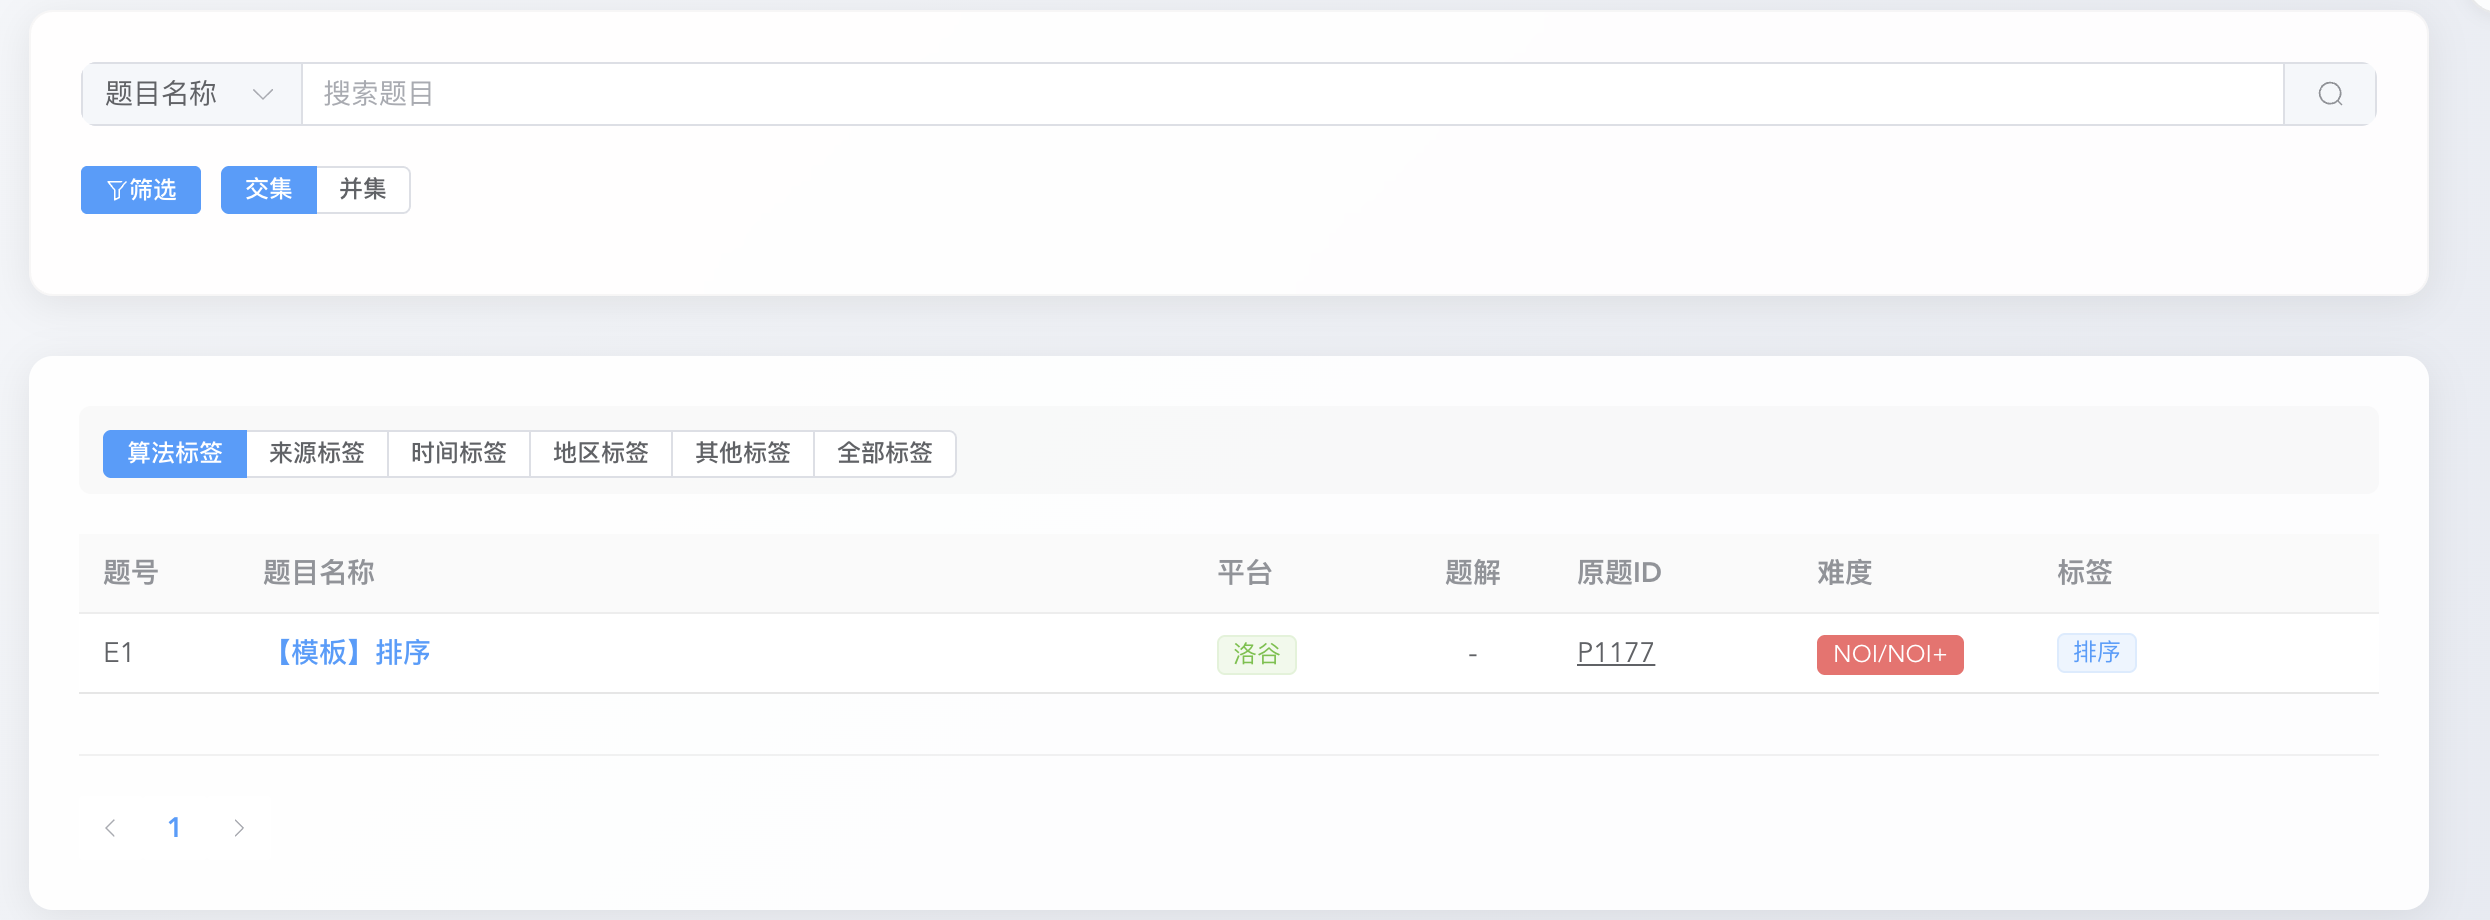 题目名称 搜索题目
筛选 交集 并集
算法标签 来源标签 时间标签 地区标签 其他标签 全部标签
题号 题目名称 平台 题解 原题ID 难度 标签
E1 【模板】排序 洛谷 - P1177 NOI/NOI+ 排序
1